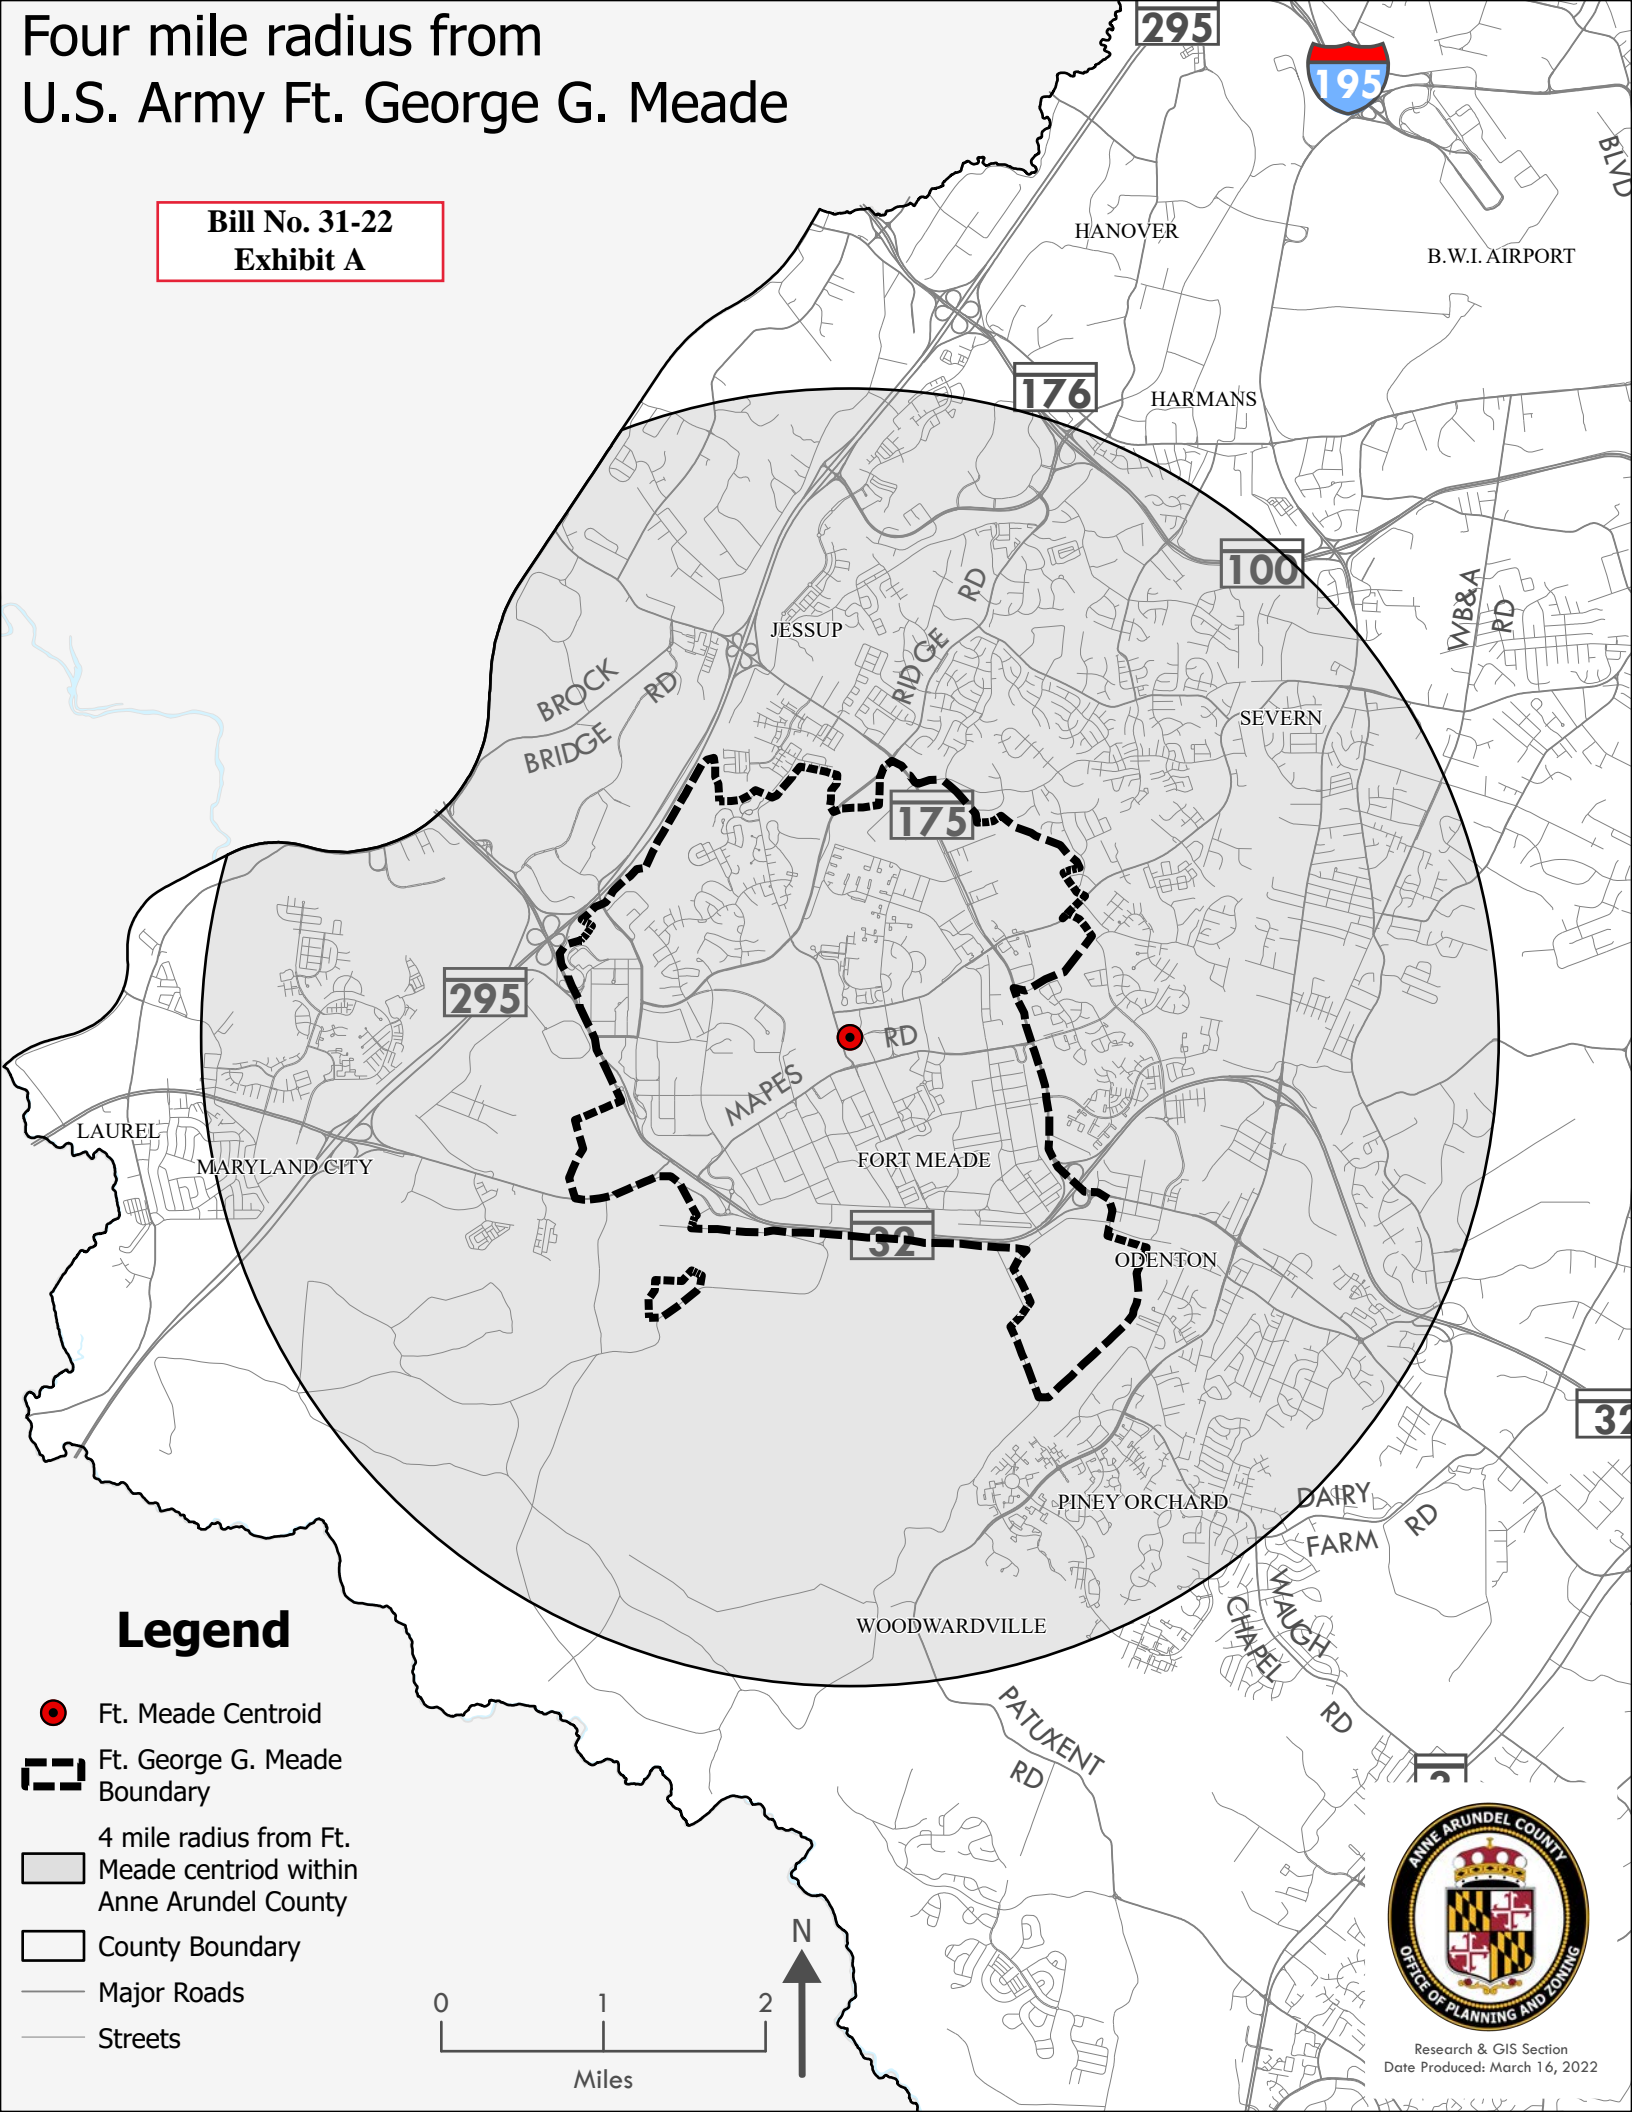 Four mile radius from
U.S. Army Ft. George G. Meade
Bill No. 31-22
Exhibit A
295
195
BLVD
HANOVER
B.W.I. AIRPORT
176
HARMANS
100
WB&A
RD
RIDGE
RD
JESSUP
BROCK
BRIDGE
RD
SEVERN
175
295
RD
MAPES
LAUREL
MARYLAND CITY
FORT MEADE
32
ODENTON
32
PINEY ORCHARD
DAIRY
FARM
RD
WAUGH
CHAPEL
RD
WOODWARDVILLE
PATUXENT
RD
Legend
Ft. Meade Centroid
Ft. George G. Meade
Boundary
4 mile radius from Ft.
Meade centriod within
Anne Arundel County
County Boundary
Major Roads
Streets
0 1 2
Miles
N
ANNE ARUNDEL COUNTY
OFFICE OF PLANNING AND ZONING
Research & GIS Section
Date Produced: March 16, 2022